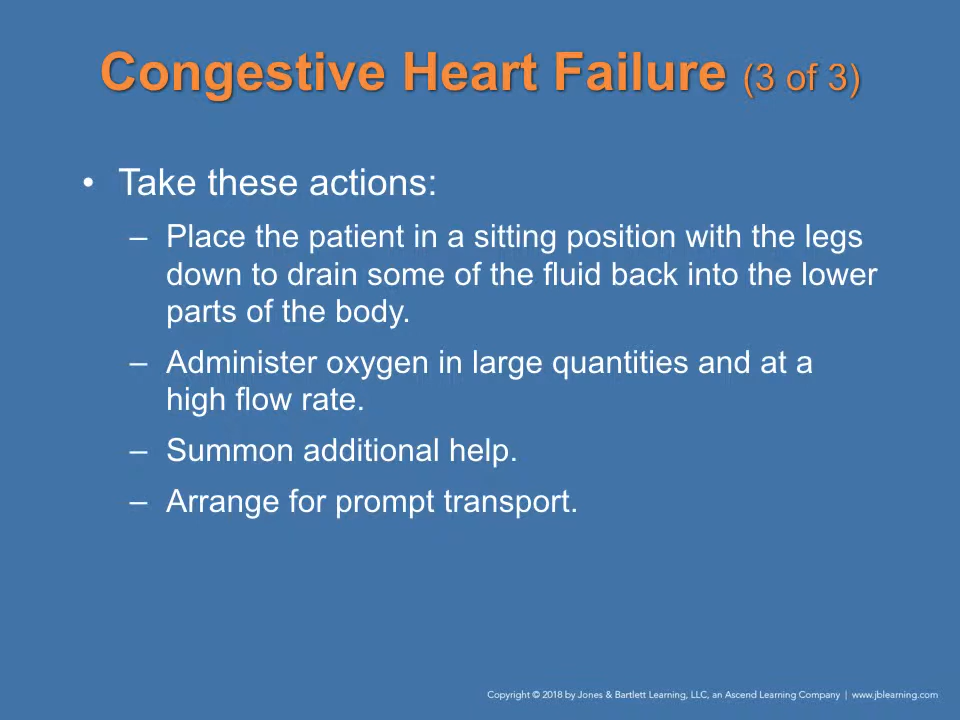 Congestive Heart Failure (3 of 3)
• Take these actions:
– Place the patient in a sitting position with the legs
down to drain some of the fluid back into the lower
parts of the body.
– Administer oxygen in large quantities and at a
high flow rate.
– Summon additional help.
– Arrange for prompt transport.
Copyright © 2018 by Jones & Bartlett Learning, LLC, an Ascend Learning Company | www.jblearning.com